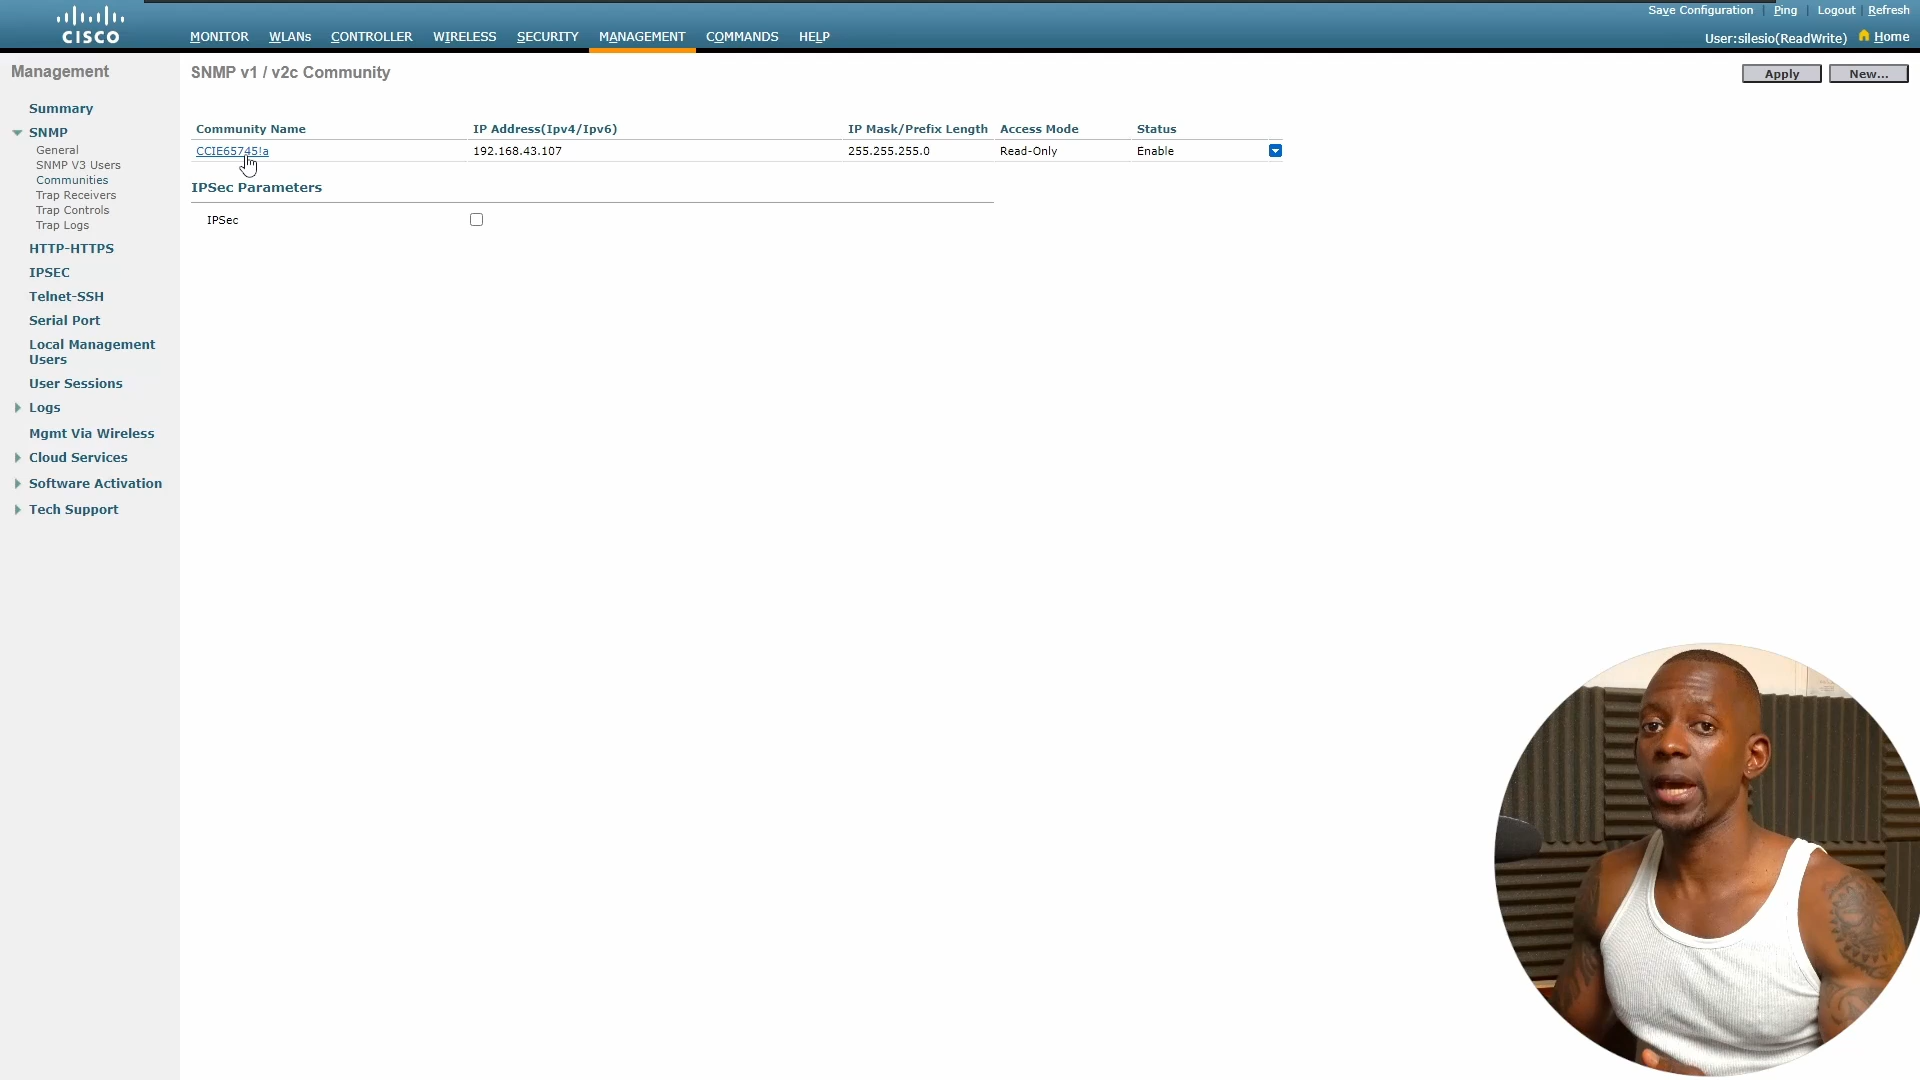 CISCO
Save Configuration | Ping | Logout | Refresh
MONITOR WLANs CONTROLLER WIRELESS SECURITY MANAGEMENT COMMANDS HELP
User:silesio(ReadWrite) Home
Management
Summary
SNMP
General
SNMP V3 Users
Communities
Trap Receivers
Trap Controls
Trap Logs
HTTP-HTTPS
IPSEC
Telnet-SSH
Serial Port
Local Management
Users
User Sessions
Logs
Mgmt Via Wireless
Cloud Services
Software Activation
Tech Support
SNMP v1 / v2c Community
Apply New...
Community Name IP Address(Ipv4/Ipv6) IP Mask/Prefix Length Access Mode Status
CCIE65745!a 192.168.43.107 255.255.255.0 Read-Only Enable
IPSec Parameters
IPSec